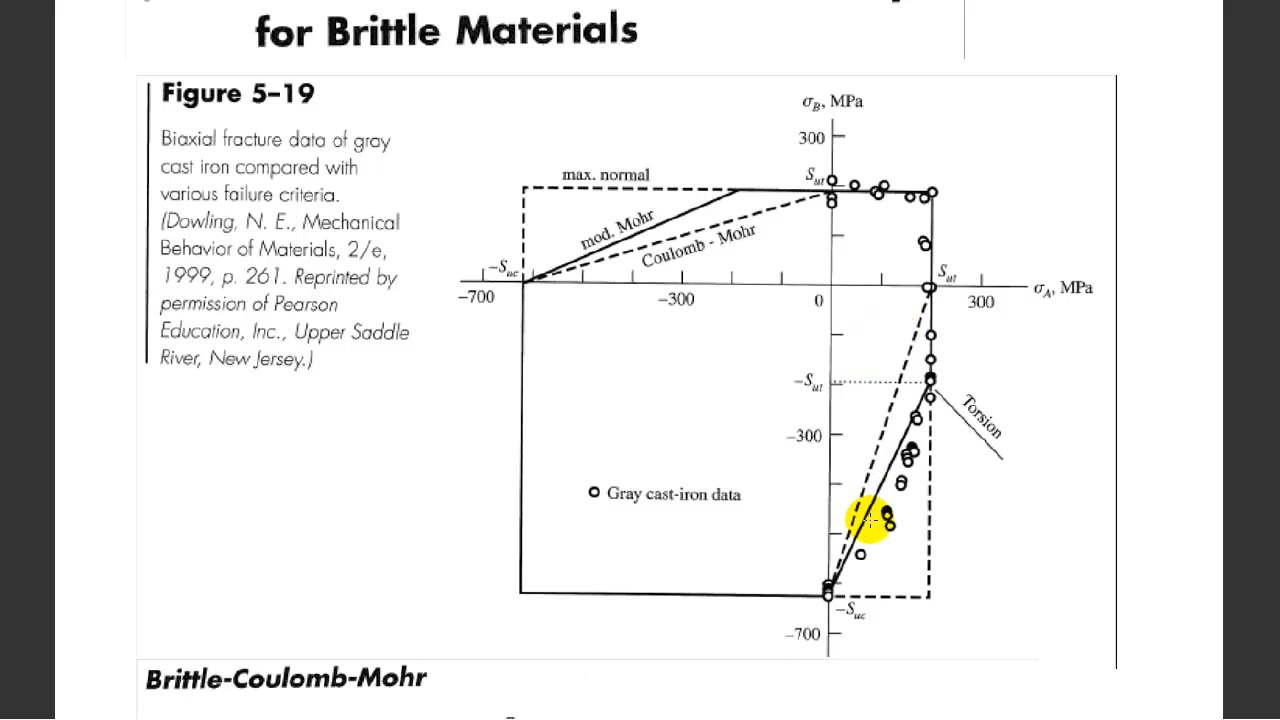 for Brittle Materials
Figure 5–19
Biaxial fracture data of gray
cast iron compared with
various failure criteria.
(Dowling, N. E., Mechanical
Behavior of Materials, 2/e,
1999, p. 261. Reprinted by
permission of Pearson
Education, Inc., Upper Saddle
River, New Jersey.)
σB, MPa
300
Sut
max. normal
mod. Mohr
Coulomb - Mohr
–Suc
–700
–300
0
Sut
300
σA, MPa
–Sut
Torsion
–300
Gray cast-iron data
–Suc
–700
Brittle-Coulomb-Mohr